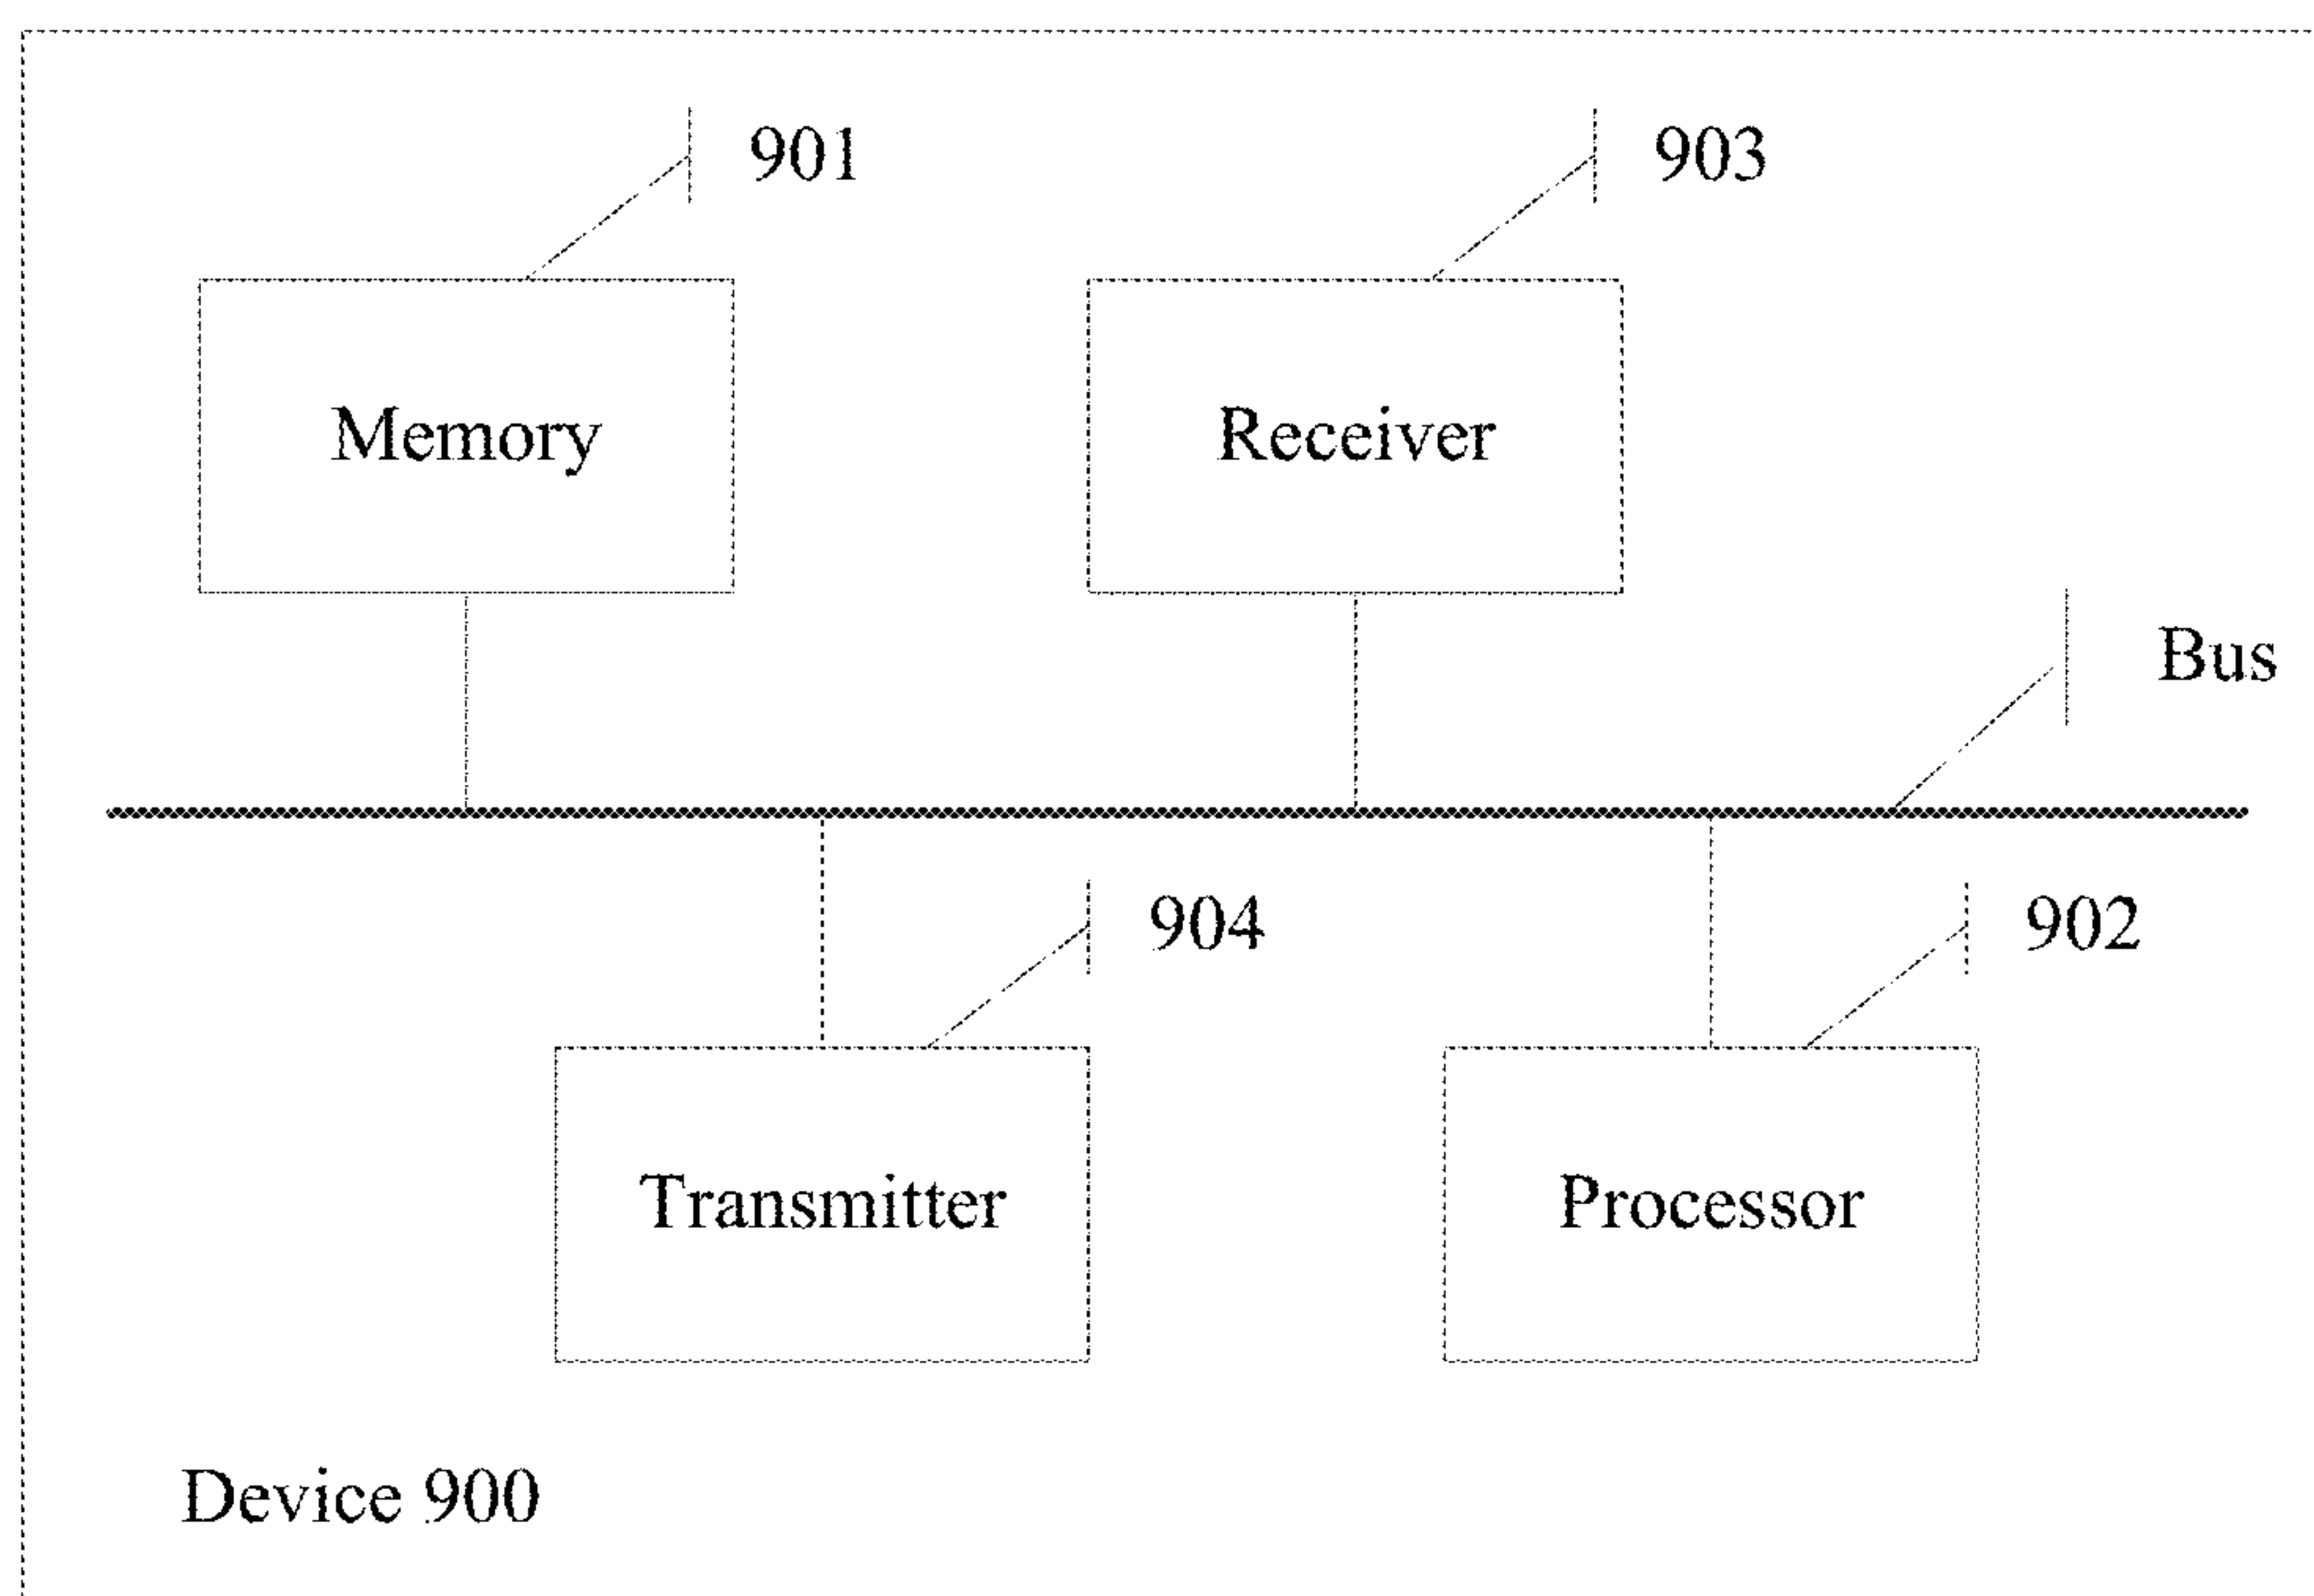 901
903
Memory
Receiver
Bus
904
902
Transmitter
Processor
Device 900